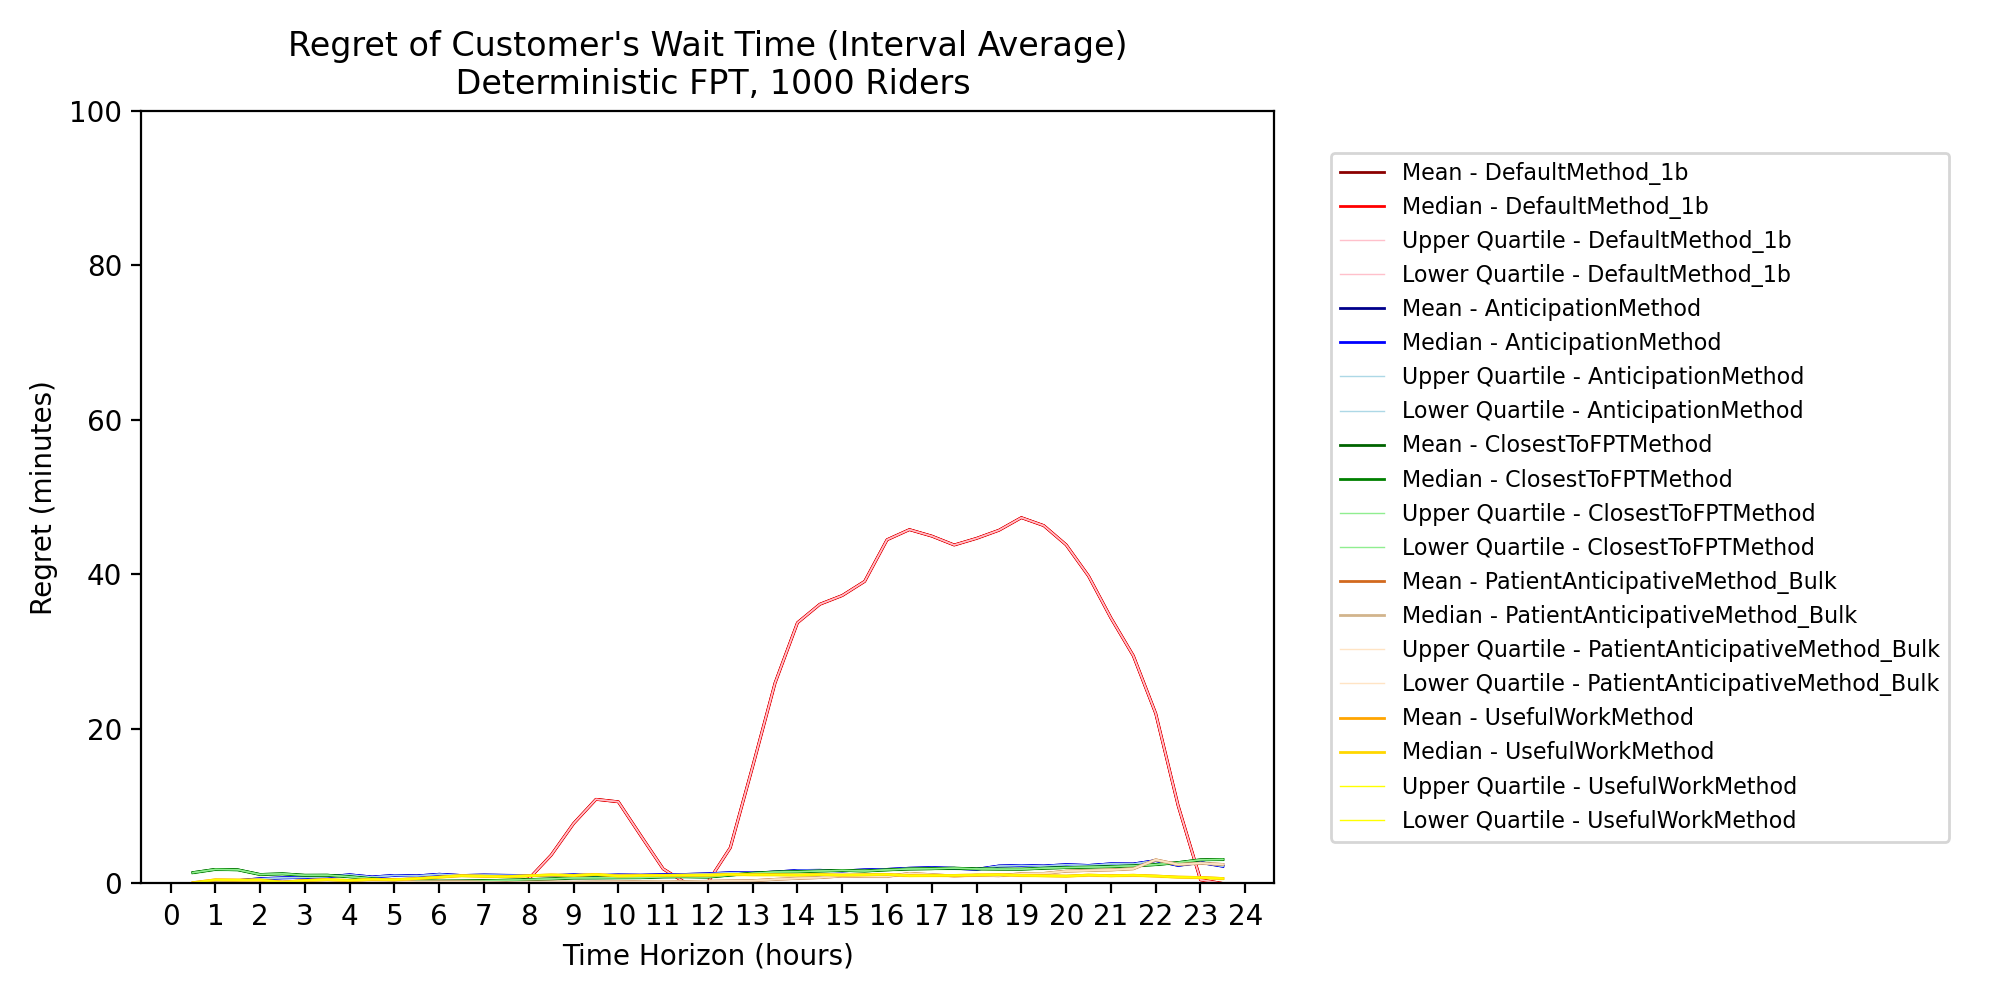 Regret of Customer's Wait Time (Interval Average)
Deterministic FPT, 1000 Riders
100
80
60
40
20
0
Regret (minutes)
0 1 2 3 4 5 6 7 8 9 10 11 12 13 14 15 16 17 18 19 20 21 22 23 24
Time Horizon (hours)
Mean - DefaultMethod_1b
Median - DefaultMethod_1b
Upper Quartile - DefaultMethod_1b
Lower Quartile - DefaultMethod_1b
Mean - AnticipationMethod
Median - AnticipationMethod
Upper Quartile - AnticipationMethod
Lower Quartile - AnticipationMethod
Mean - ClosestToFPTMethod
Median - ClosestToFPTMethod
Upper Quartile - ClosestToFPTMethod
Lower Quartile - ClosestToFPTMethod
Mean - PatientAnticipativeMethod_Bulk
Median - PatientAnticipativeMethod_Bulk
Upper Quartile - PatientAnticipativeMethod_Bulk
Lower Quartile - PatientAnticipativeMethod_Bulk
Mean - UsefulWorkMethod
Median - UsefulWorkMethod
Upper Quartile - UsefulWorkMethod
Lower Quartile - UsefulWorkMethod